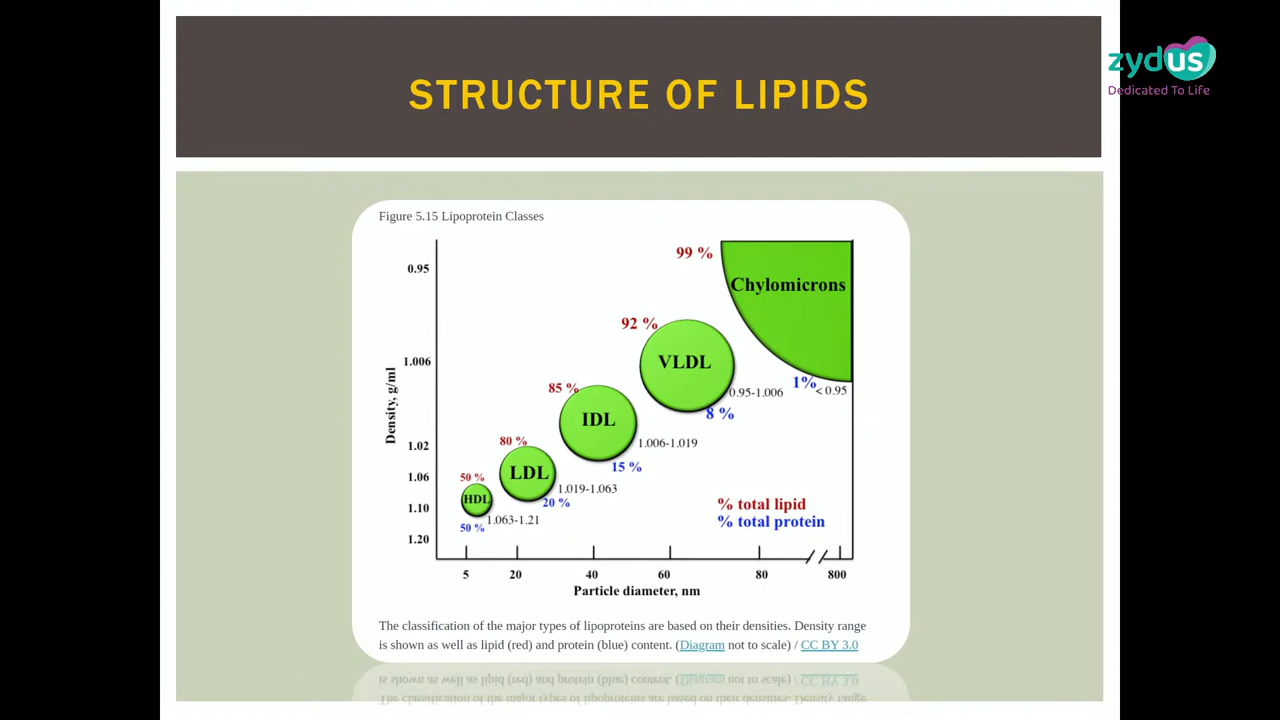 STRUCTURE OF LIPIDS
zydus
Dedicated To Life
Figure 5.15 Lipoprotein Classes
99 %
0.95
Chylomicrons
92 %
1.006
VLDL
1%
< 0.95
85 %
0.95-1.006
8 %
IDL
Density, g/ml
80 %
1.02
1.006-1.019
15 %
50 %
LDL
1.06
1.019-1.063
HDL
20 %
% total lipid
1.10
1.063-1.21
50 %
% total protein
1.20
5
20
40
60
80
800
Particle diameter, nm
The classification of the major types of lipoproteins are based on their densities. Density range
is shown as well as lipid (red) and protein (blue) content. (Diagram not to scale) / CC BY 3.0